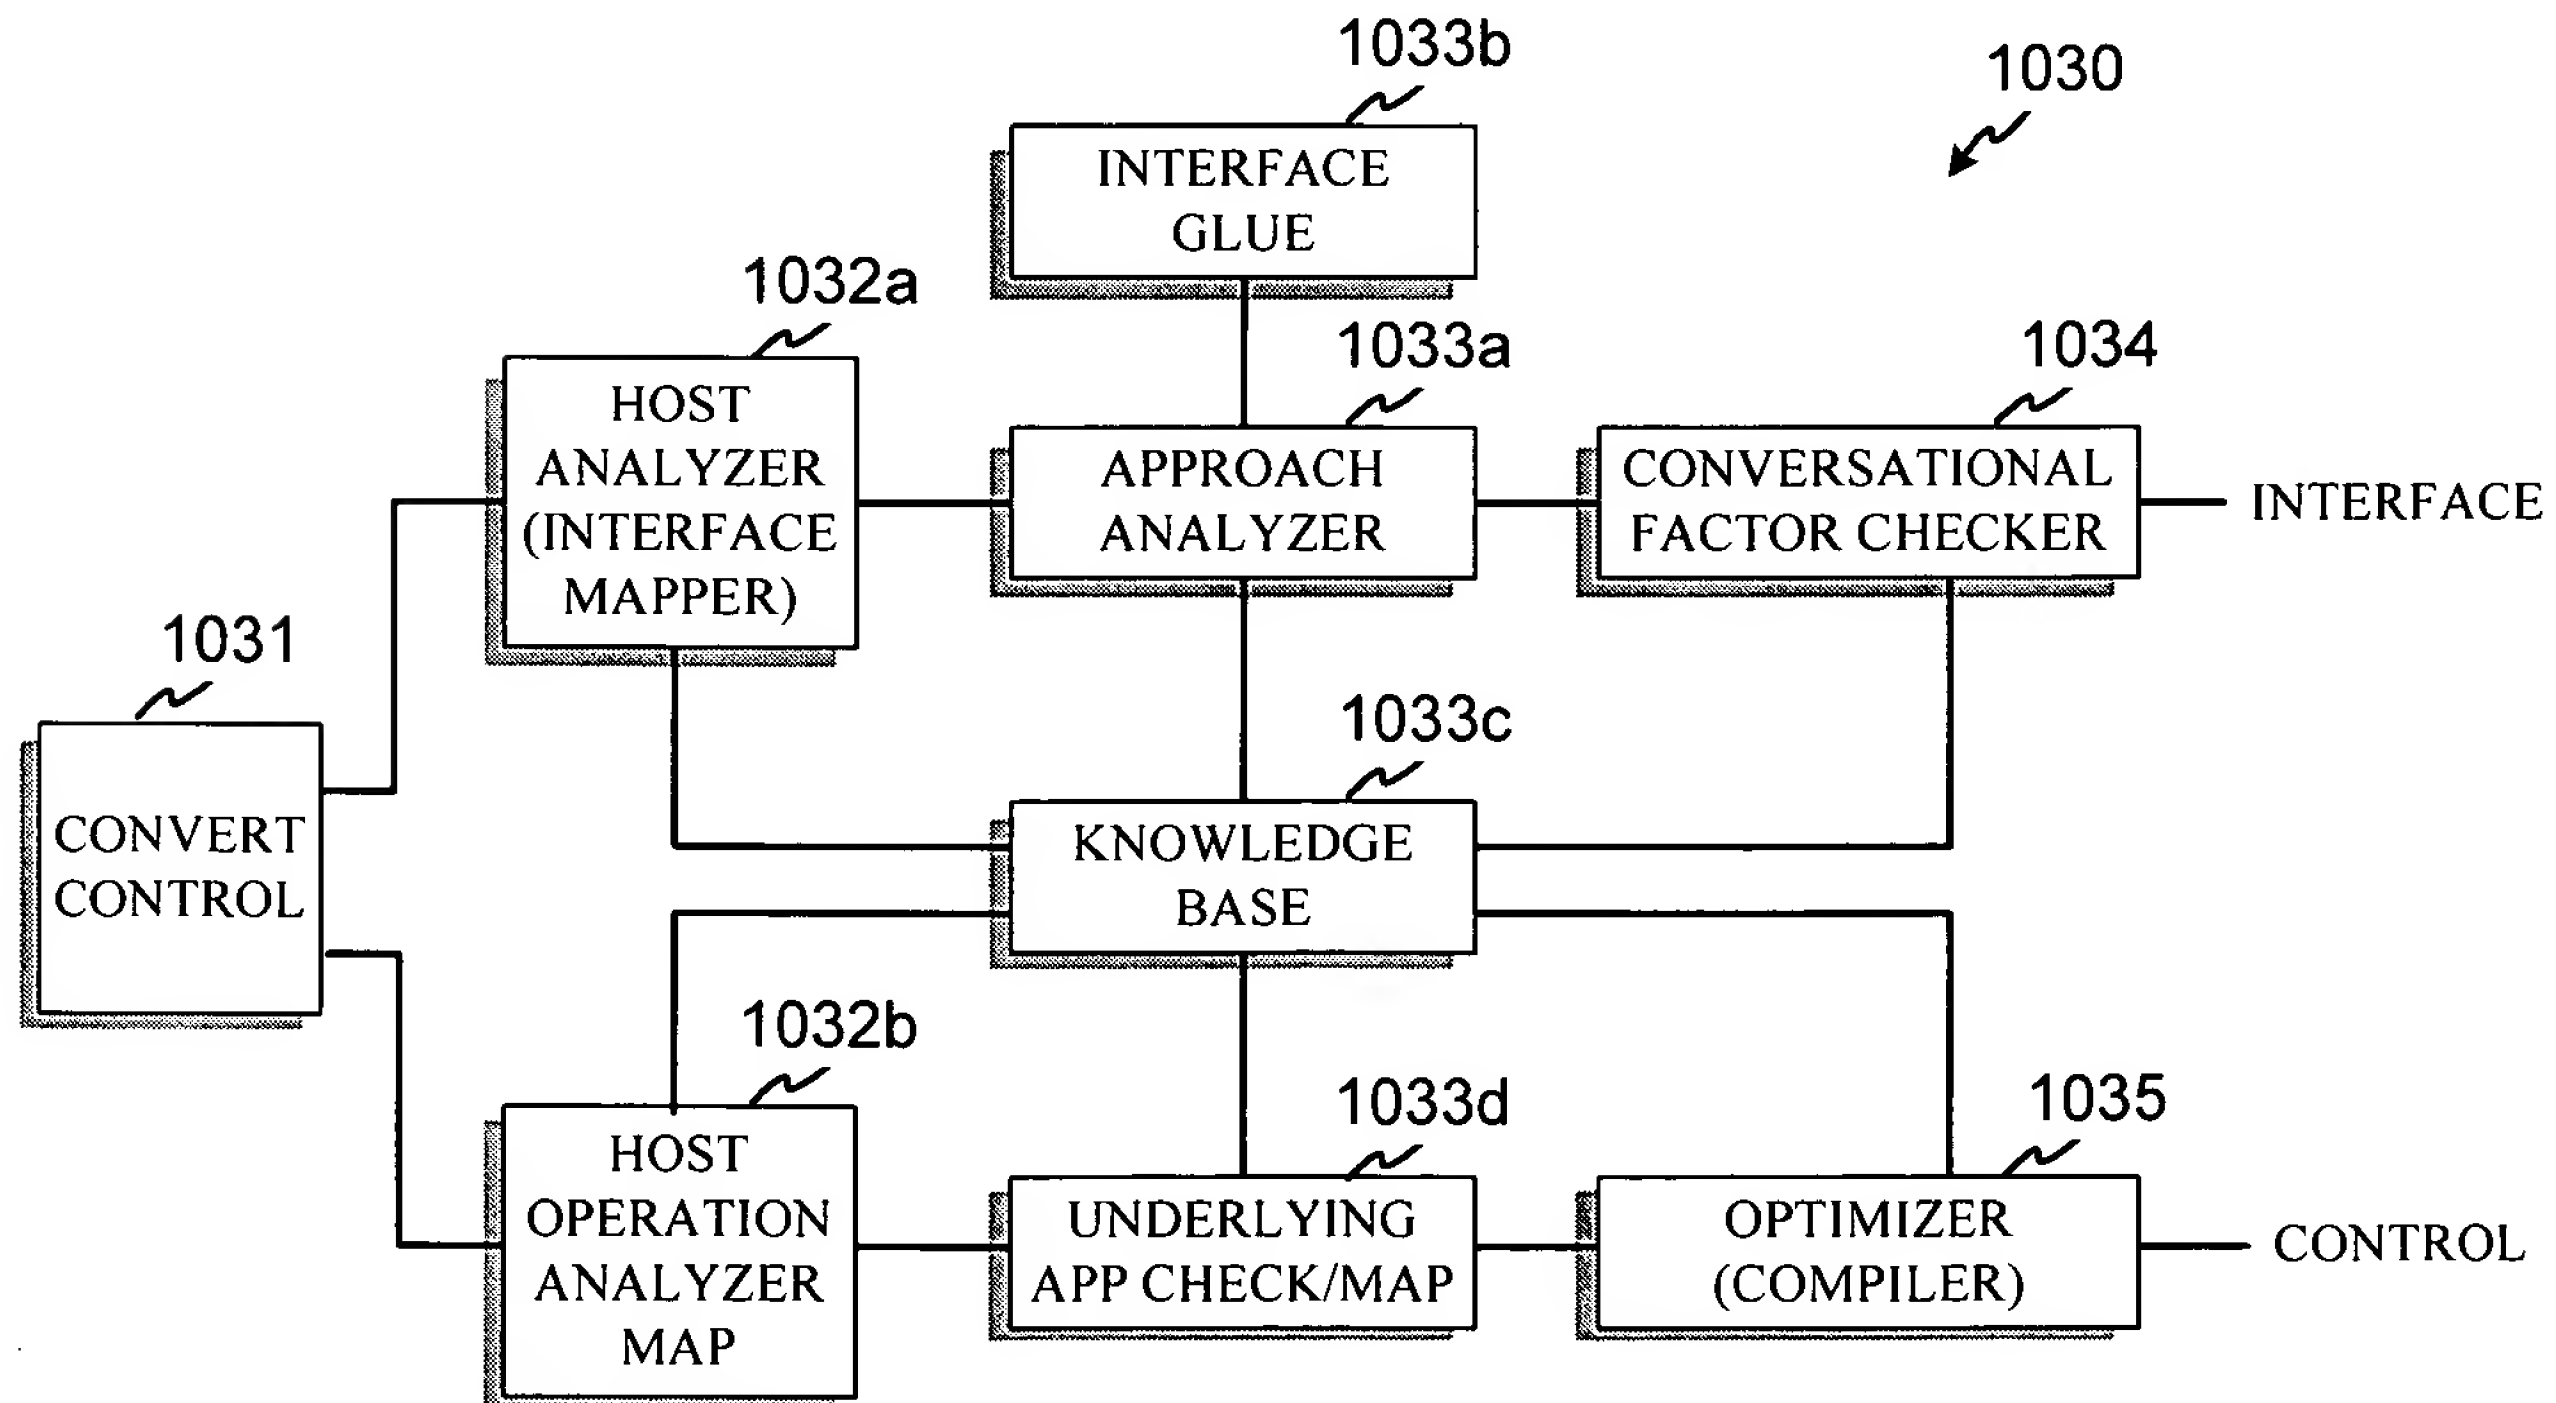 1033b
1030
INTERFACE
GLUE
1032a
1033a
1034
HOST
ANALYZER
(INTERFACE
MAPPER)
APPROACH
ANALYZER
CONVERSATIONAL
FACTOR CHECKER
INTERFACE
1031
CONVERT
CONTROL
1033c
KNOWLEDGE
BASE
1032b
1033d
1035
HOST
OPERATION
ANALYZER
MAP
UNDERLYING
APP CHECK/MAP
OPTIMIZER
(COMPILER)
CONTROL